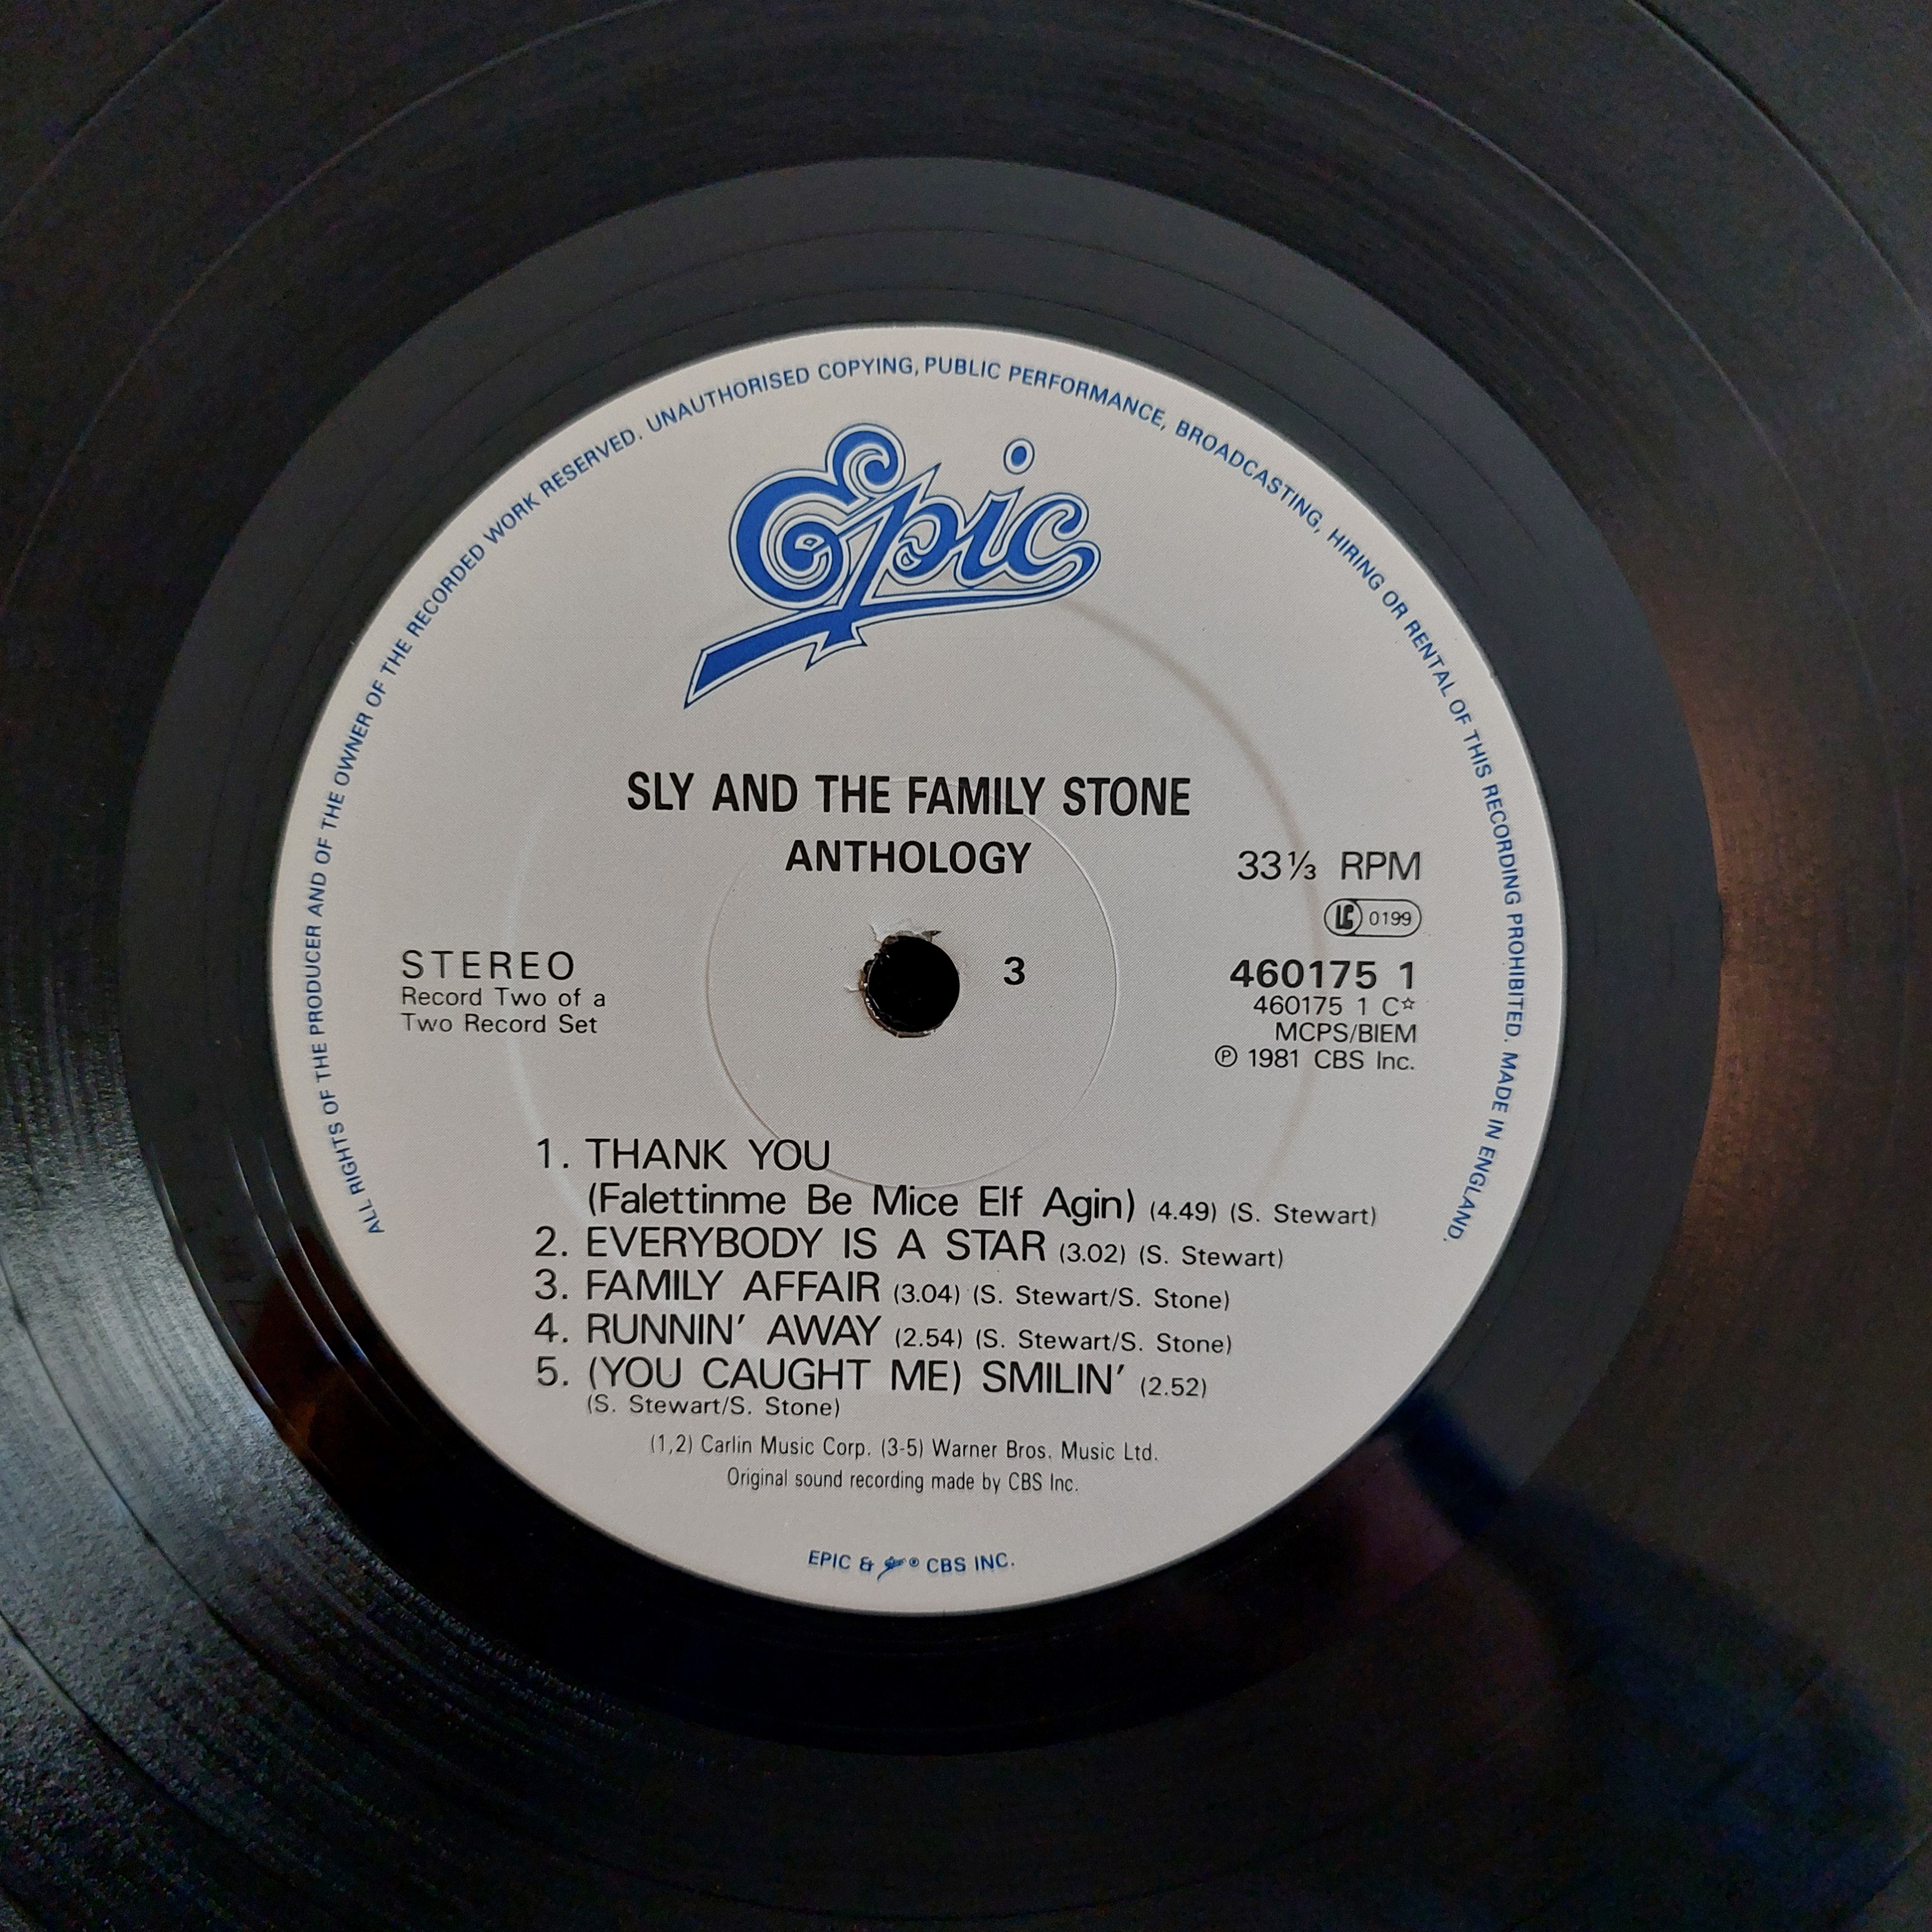 ALL RIGHTS OF THE PRODUCER AND OF THE OWNER OF THE RECORDED WORK RESERVED. UNAUTHORISED COPYING, PUBLIC PERFORMANCE, BROADCASTING, HIRING OR RENTAL OF THIS RECORDING PROHIBITED. MADE IN ENGLAND.
Epic
SLY AND THE FAMILY STONE
ANTHOLOGY
33⅓ RPM
LC 0199
STEREO
Record Two of a
Two Record Set
3
460175 1
460175 1 C☆
MCPS/BIEM
℗ 1981 CBS Inc.
1. THANK YOU
(Falettinme Be Mice Elf Agin) (4.49) (S. Stewart)
2. EVERYBODY IS A STAR (3.02) (S. Stewart)
3. FAMILY AFFAIR (3.04) (S. Stewart/S. Stone)
4. RUNNIN' AWAY (2.54) (S. Stewart/S. Stone)
5. (YOU CAUGHT ME) SMILIN' (2.52)
(S. Stewart/S. Stone)
(1,2) Carlin Music Corp. (3-5) Warner Bros. Music Ltd.
Original sound recording made by CBS Inc.
EPIC & Epic ® CBS INC.